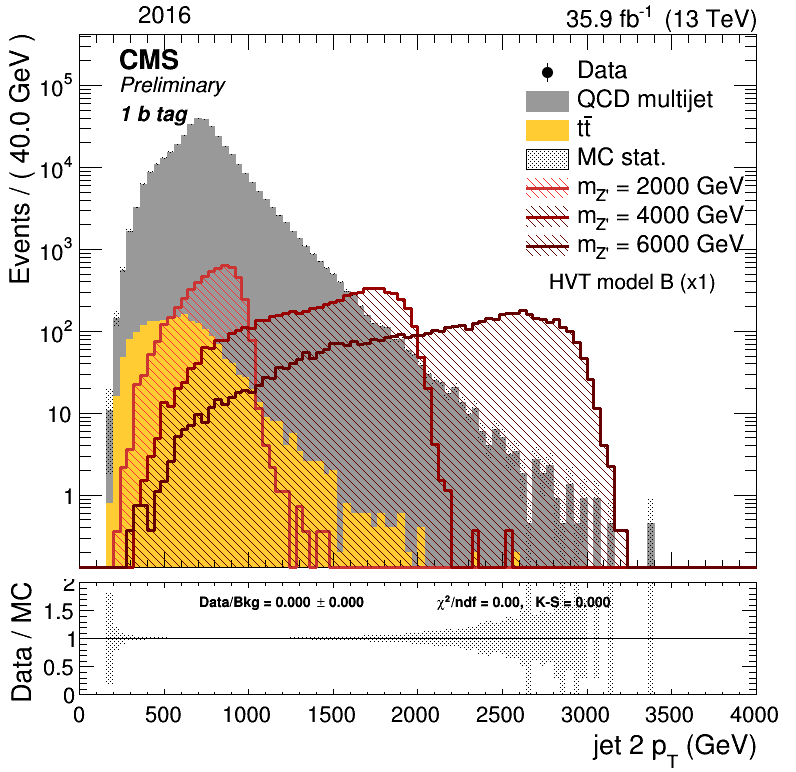 2016 35.9 fb⁻¹ (13 TeV)
CMS
Preliminary
1 b tag
Data
QCD multijet
tt̄
MC stat.
m_Z' = 2000 GeV
m_Z' = 4000 GeV
m_Z' = 6000 GeV
HVT model B (x1)
Events / ( 40.0 GeV )
10⁵
10⁴
10³
10²
10
1
Data/Bkg = 0.000 ± 0.000 χ²/ndf = 0.00, K-S = 0.000
Data / MC
2
1.5
1
0.5
0
0 500 1000 1500 2000 2500 3000 3500 4000
jet 2 p_T (GeV)